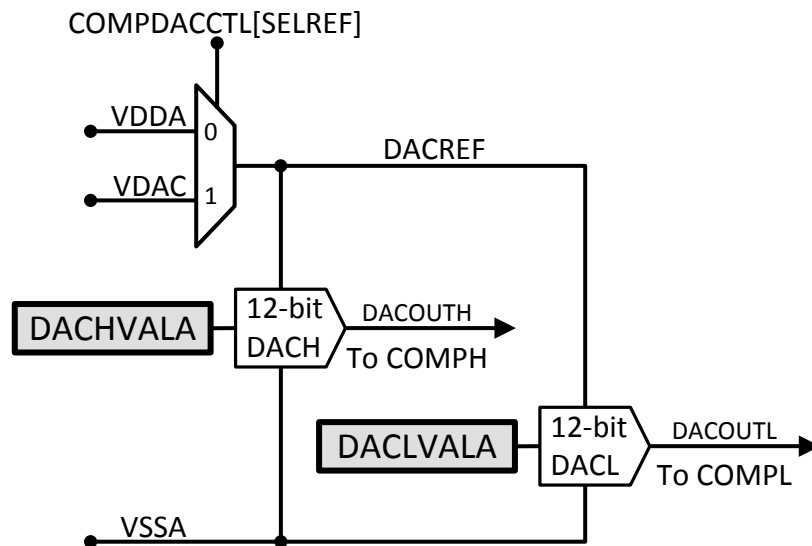 COMPDACCTL[SELREF]
VDDA
0
DACREF
VDAC
1
DACHVALA
12-bit
DACH
DACOUTH
To COMPH
DACLVALA
12-bit
DACL
DACOUTL
To COMPL
VSSA